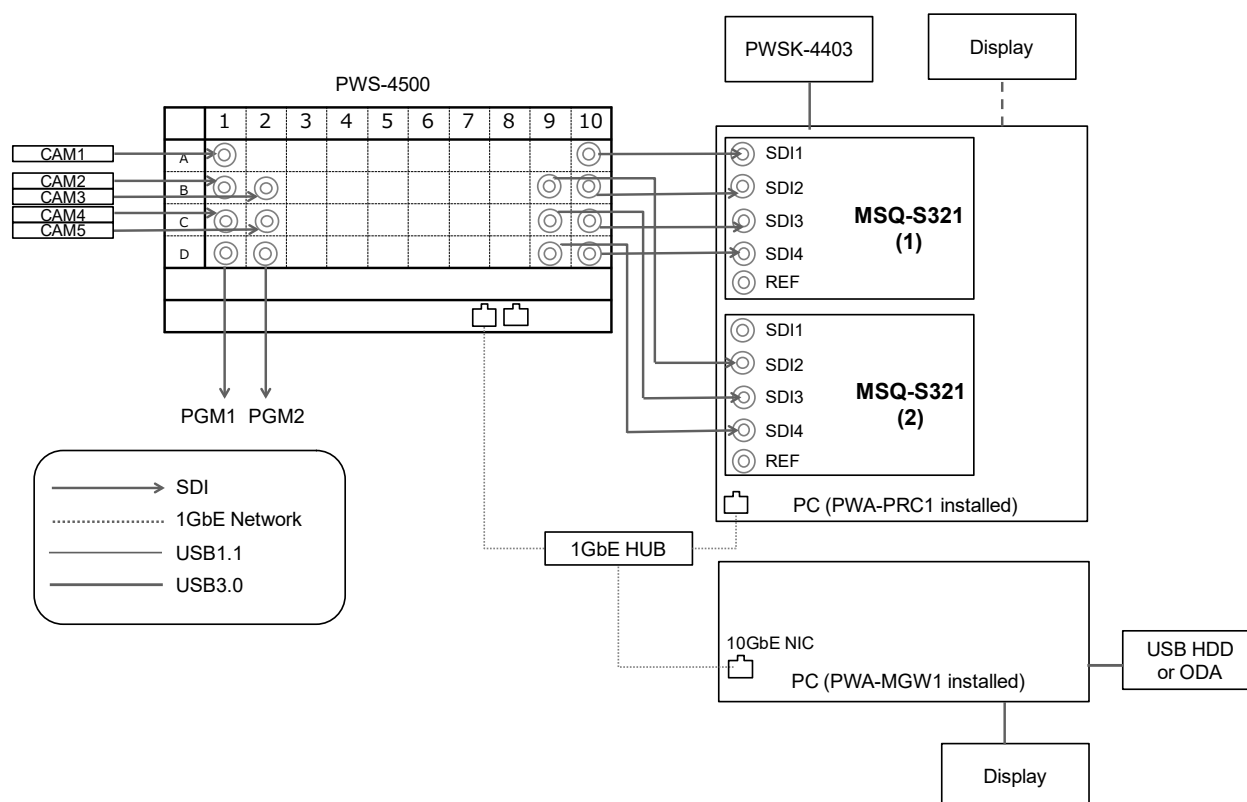 PWSK-4403
Display
PWS-4500
1 2 3 4 5 6 7 8 9 10
CAM1
A
CAM2
CAM3
B
CAM4
CAM5
C
D
PGM1 PGM2
SDI1
SDI2
SDI3
SDI4
REF
MSQ-S321
(1)
SDI1
SDI2
SDI3
SDI4
REF
MSQ-S321
(2)
PC (PWA-PRC1 installed)
SDI
1GbE Network
USB1.1
USB3.0
1GbE HUB
10GbE NIC
PC (PWA-MGW1 installed)
USB HDD
or ODA
Display